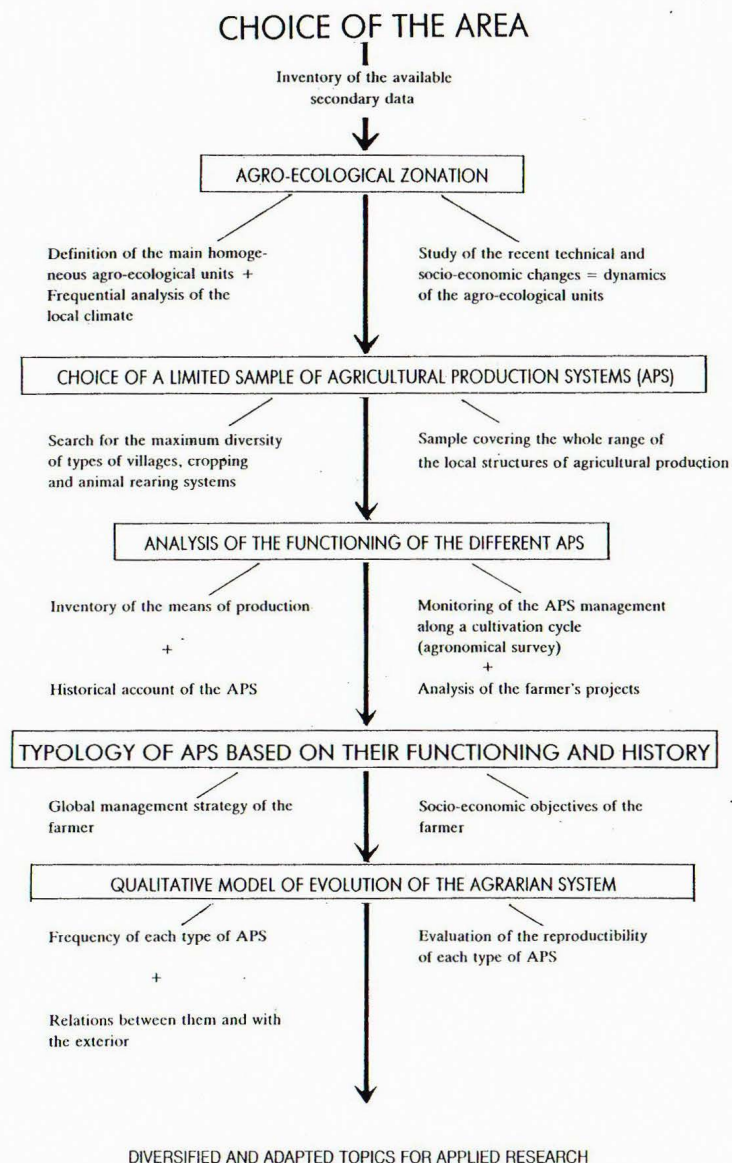 CHOICE OF THE AREA
Inventory of the available
secondary data
AGRO-ECOLOGICAL ZONATION
Definition of the main homoge-
neous agro-ecological units +
Frequential analysis of the
local climate
Study of the recent technical and
socio-economic changes = dynamics
of the agro-ecological units
CHOICE OF A LIMITED SAMPLE OF AGRICULTURAL PRODUCTION SYSTEMS (APS)
Search for the maximum diversity
of types of villages, cropping
and animal rearing systems
Sample covering the whole range of
the local structures of agricultural production
ANALYSIS OF THE FUNCTIONING OF THE DIFFERENT APS
Inventory of the means of production
+
Historical account of the APS
Monitoring of the APS management
along a cultivation cycle
(agronomical survey)
+
Analysis of the farmer's projects
TYPOLOGY OF APS BASED ON THEIR FUNCTIONING AND HISTORY
Global management strategy of the
farmer
Socio-economic objectives of the
farmer
QUALITATIVE MODEL OF EVOLUTION OF THE AGRARIAN SYSTEM
Frequency of each type of APS
+
Relations between them and with
the exterior
Evaluation of the reproductibility
of each type of APS
DIVERSIFIED AND ADAPTED TOPICS FOR APPLIED RESEARCH